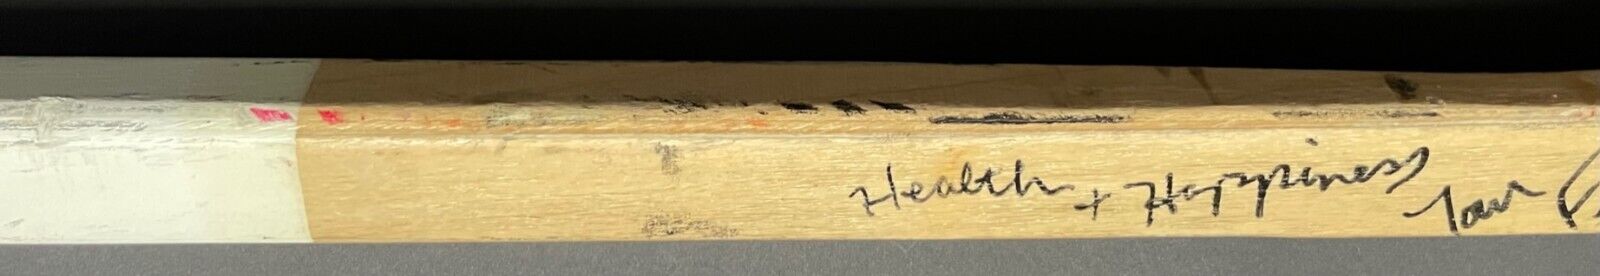 Health + Happiness